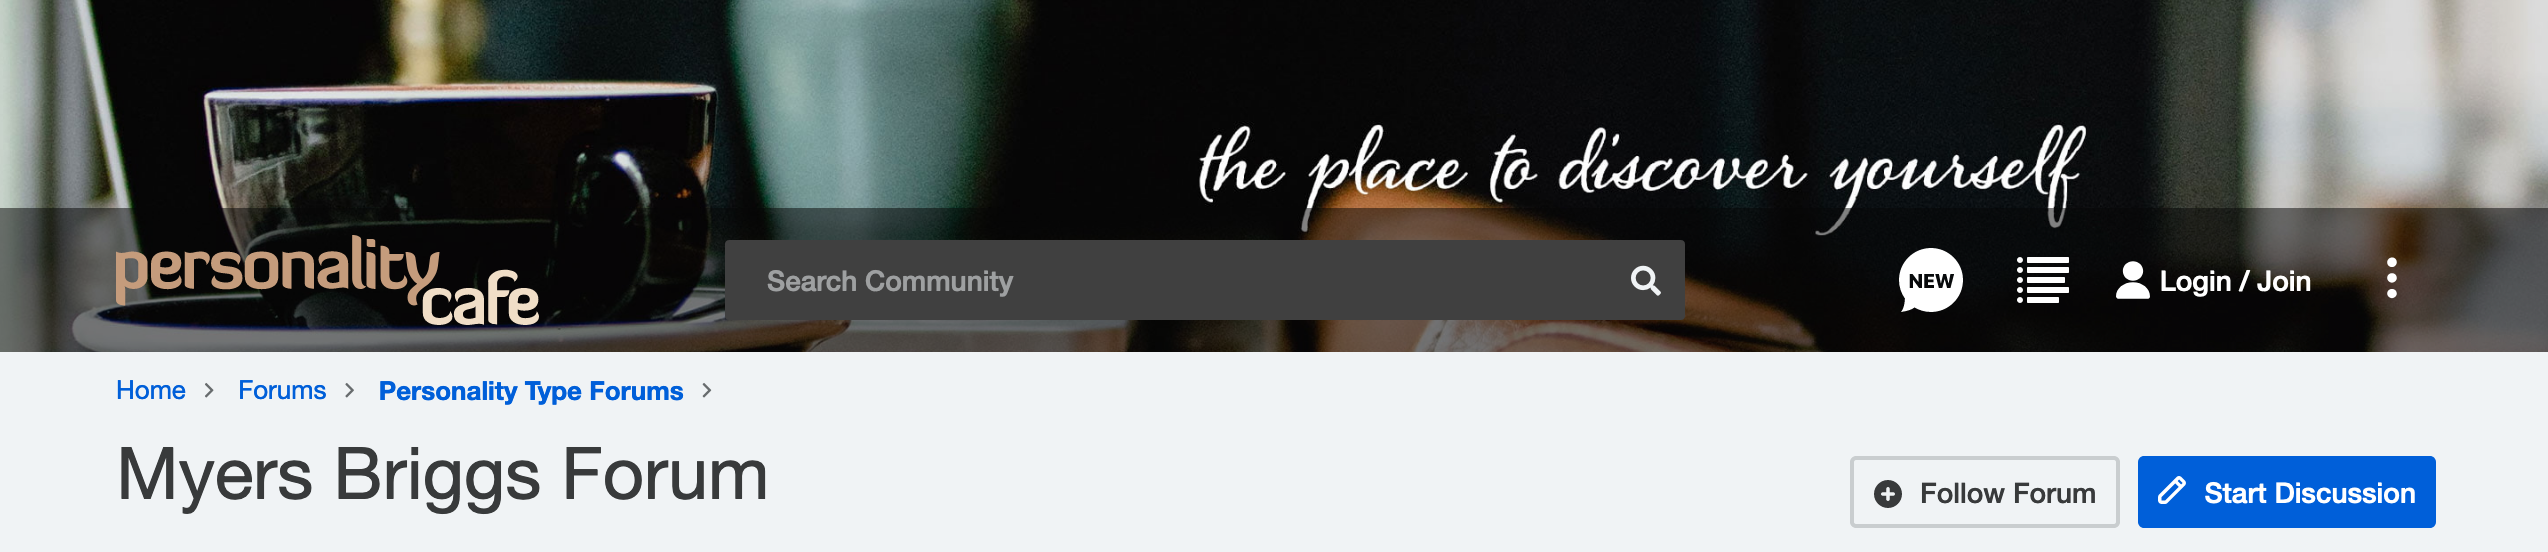 the place to discover yourself
personality
cafe
Search Community
NEW
Login / Join
Home
Forums
Personality Type Forums
Myers Briggs Forum
Follow Forum
Start Discussion